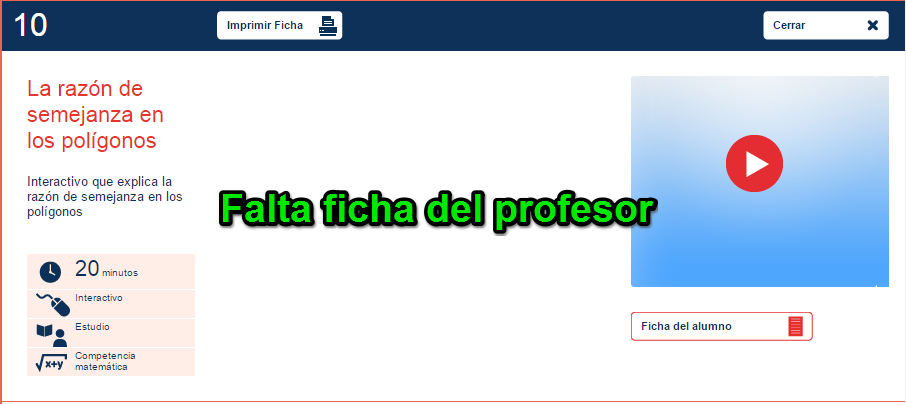 10
Imprimir Ficha
Cerrar
La razón de
semejanza en
los polígonos
Interactivo que explica la
razón de semejanza en los
polígonos
Falta ficha del profesor
20 minutos
Interactivo
Estudio
√x+y
Competencia
matemática
Ficha del alumno